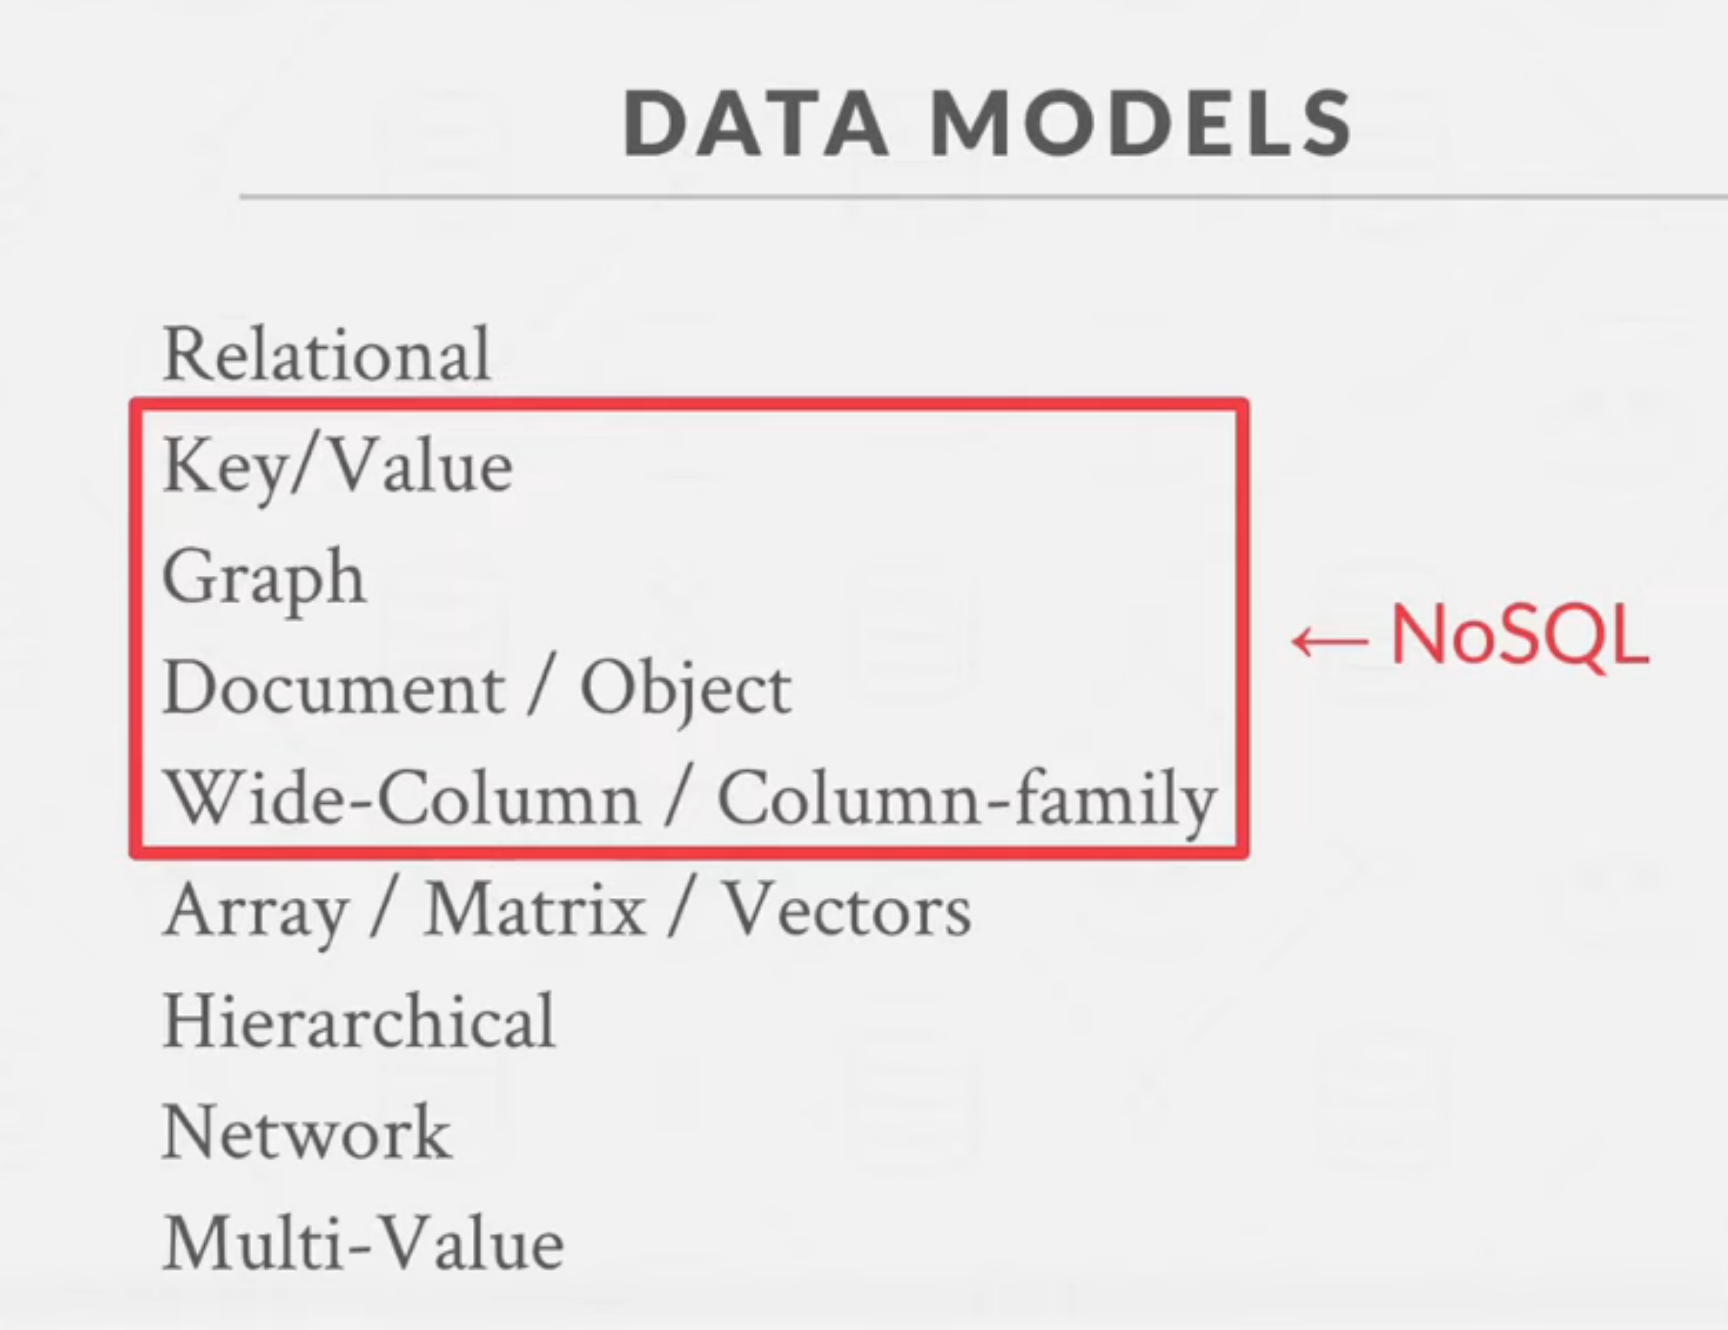 DATA MODELS
Relational
Key/Value
Graph
Document / Object
Wide-Column / Column-family
← NoSQL
Array / Matrix / Vectors
Hierarchical
Network
Multi-Value